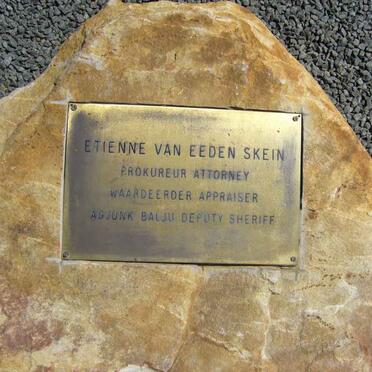 ETIENNE VAN EEDEN SKEIN
PROKUREUR ATTORNEY
WAARDEERDER APPRAISER
ADJUNK BALJU DEPUTY SHERIFF